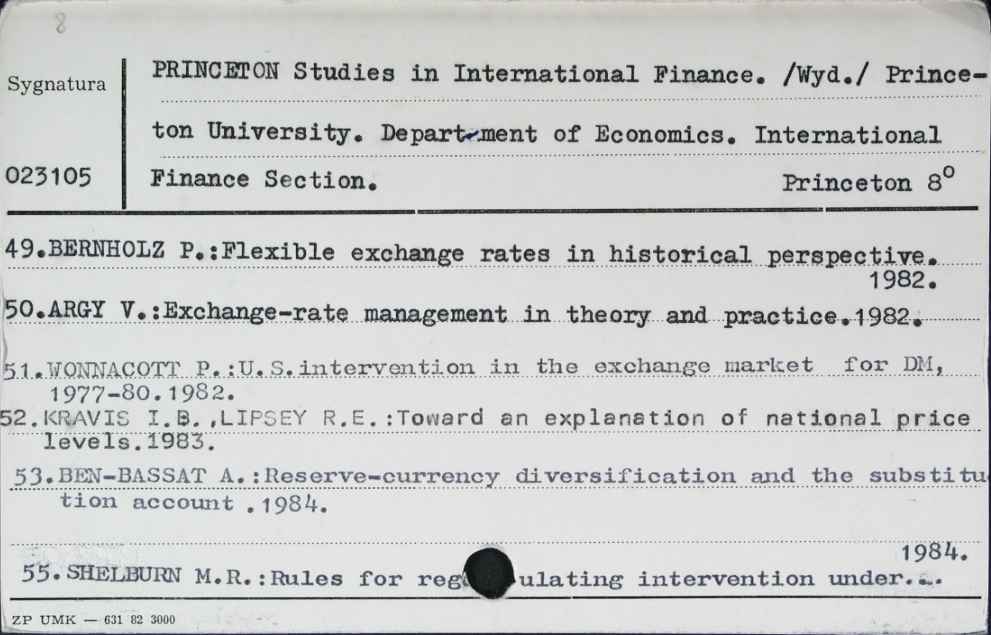 8
Sygnatura
PRINCETON Studies in International Finance. /Wyd./ Prince-
ton University. Department of Economics. International
023105
Finance Section. Princeton 8°
49.BERNHOLZ P.:Flexible exchange rates in historical perspective.
1982.
50.ARGY V.:Exchange-rate management in theory and practice.1982.
51.WONNACOTT P.:U.S.intervention in the exchange market for DM,
1977-80.1982.
52.KRAVIS I.B.,LIPSEY R.E.:Toward an explanation of national price
levels.1983.
53.BEN-BASSAT A.:Reserve-currency diversification and the substitu
tion account .1984.
1984.
55.SHELBURN M.R.:Rules for reg ulating intervention under...
ZP UMK — 631 82 3000